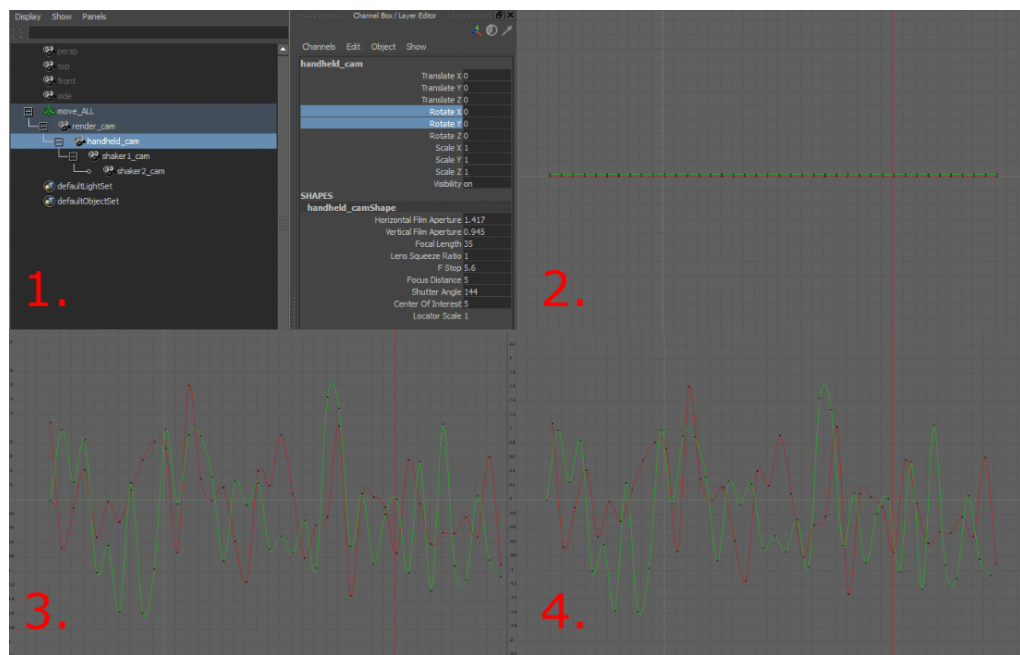 Display Show Panels
persp
top
front
side
move_ALL
render_cam
handheld_cam
shaker1_cam
shaker2_cam
defaultLightSet
defaultObjectSet
1.
Channel Box / Layer Editor
Channels Edit Object Show
handheld_cam
Translate X 0
Translate Y 0
Translate Z 0
Rotate X 0
Rotate Y 0
Rotate Z 0
Scale X 1
Scale Y 1
Scale Z 1
Visibility on
SHAPES
handheld_camShape
Horizontal Film Aperture 1.417
Vertical Film Aperture 0.945
Focal Length 35
Lens Squeeze Ratio 1
F Stop 5.6
Focus Distance 5
Shutter Angle 144
Center Of Interest 5
Locator Scale 1
2.
3.
4.